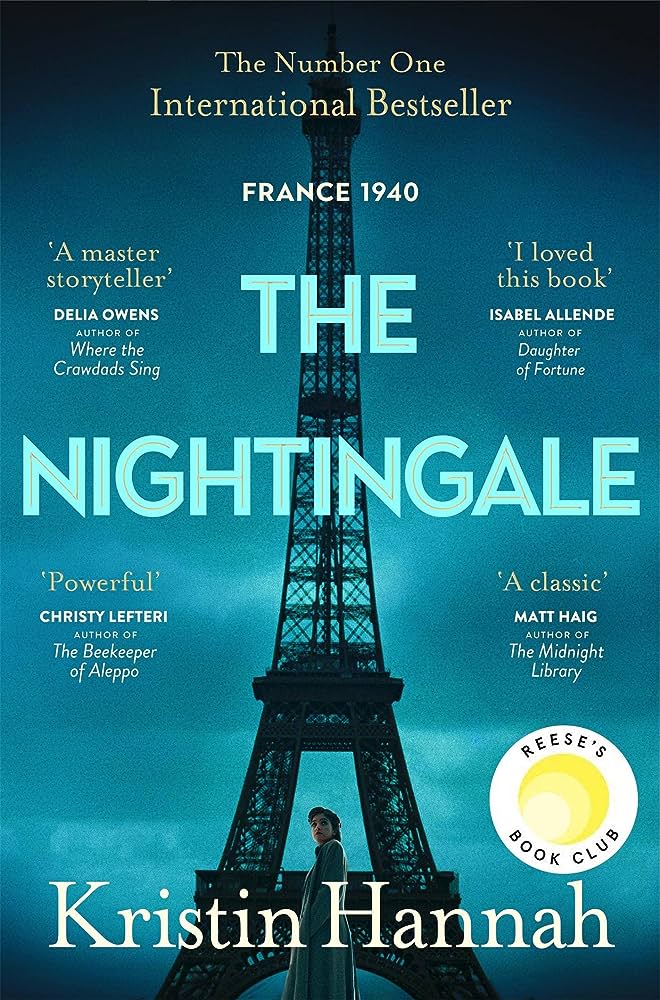 The Number One
International Bestseller
FRANCE 1940
‘A master
storyteller’
DELIA OWENS
AUTHOR OF
Where the
Crawdads Sing
‘I loved
this book’
ISABEL ALLENDE
AUTHOR OF
Daughter
of Fortune
THE
NIGHTINGALE
‘Powerful’
CHRISTY LEFTERI
AUTHOR OF
The Beekeeper
of Aleppo
‘A classic’
MATT HAIG
AUTHOR OF
The Midnight
Library
REESE'S
BOOK CLUB
Kristin Hannah